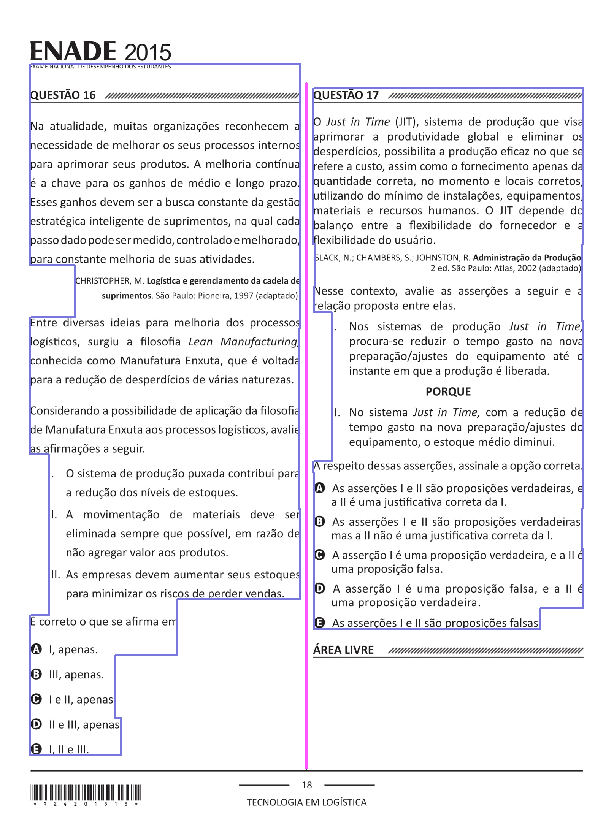 ENADE 2015
EXAME NACIONAL DE DESEMPENHO DOS ESTUDANTES
QUESTÃO 16
Na atualidade, muitas organizações reconhecem a
necessidade de melhorar os seus processos internos
para aprimorar seus produtos. A melhoria contínua
é a chave para os ganhos de médio e longo prazo.
Esses ganhos devem ser a busca constante da gestão
estratégica inteligente de suprimentos, na qual cada
passo dado pode ser medido, controlado e melhorado,
para constante melhoria de suas atividades.
CHRISTOPHER, M. Logística e gerenciamento da cadeia de
suprimentos. São Paulo: Pioneira, 1997 (adaptado)
Entre diversas ideias para melhoria dos processos
logísticos, surgiu a filosofia Lean Manufacturing,
conhecida como Manufatura Enxuta, que é voltada
para a redução de desperdícios de várias naturezas.
Considerando a possibilidade de aplicação da filosofia
de Manufatura Enxuta aos processos logísticos, avalie
as afirmações a seguir.
I. O sistema de produção puxada contribui para
a redução dos níveis de estoques.
II. A movimentação de materiais deve ser
eliminada sempre que possível, em razão de
não agregar valor aos produtos.
III. As empresas devem aumentar seus estoques
para minimizar os riscos de perder vendas.
É correto o que se afirma em
A I, apenas.
B III, apenas.
C I e II, apenas
D II e III, apenas
E I, II e III.
QUESTÃO 17
O Just in Time (JIT), sistema de produção que visa
aprimorar a produtividade global e eliminar os
desperdícios, possibilita a produção eficaz no que se
refere a custo, assim como o fornecimento apenas da
quantidade correta, no momento e locais corretos,
utilizando do mínimo de instalações, equipamentos,
materiais e recursos humanos. O JIT depende do
balanço entre a flexibilidade do fornecedor e a
flexibilidade do usuário.
SLACK, N.; CHAMBERS, S.; JOHNSTON, R. Administração da Produção.
2 ed. São Paulo: Atlas, 2002 (adaptado)
Nesse contexto, avalie as asserções a seguir e a
relação proposta entre elas.
I. Nos sistemas de produção Just in Time,
procura-se reduzir o tempo gasto na nova
preparação/ajustes do equipamento até o
instante em que a produção é liberada.
PORQUE
II. No sistema Just in Time, com a redução de
tempo gasto na nova preparação/ajustes do
equipamento, o estoque médio diminui.
A respeito dessas asserções, assinale a opção correta.
A As asserções I e II são proposições verdadeiras, e
a II é uma justificativa correta da I.
B As asserções I e II são proposições verdadeiras,
mas a II não é uma justificativa correta da I.
C A asserção I é uma proposição verdadeira, e a II é
uma proposição falsa.
D A asserção I é uma proposição falsa, e a II é
uma proposição verdadeira.
E As asserções I e II são proposições falsas
ÁREA LIVRE
18
TECNOLOGIA EM LOGÍSTICA